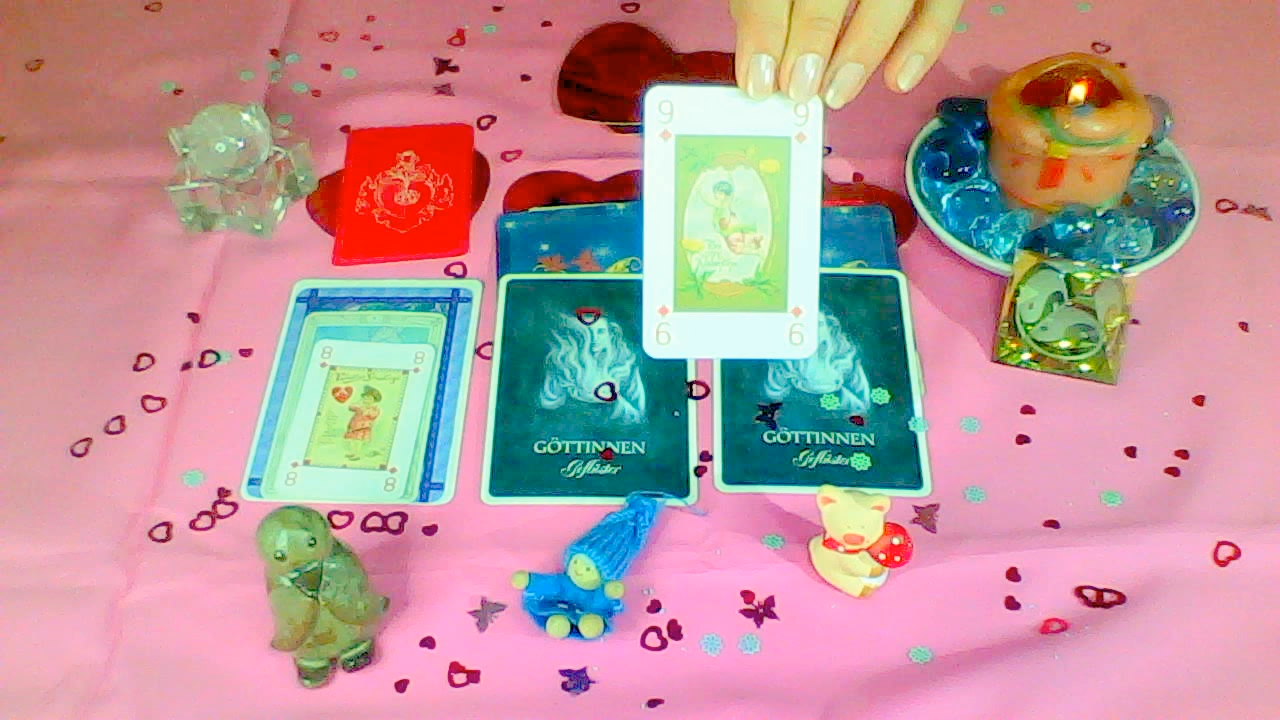 9 9
6 6
8 8
8 8
GÖTTINNEN
Geflüster
GÖTTINNEN
Geflüster